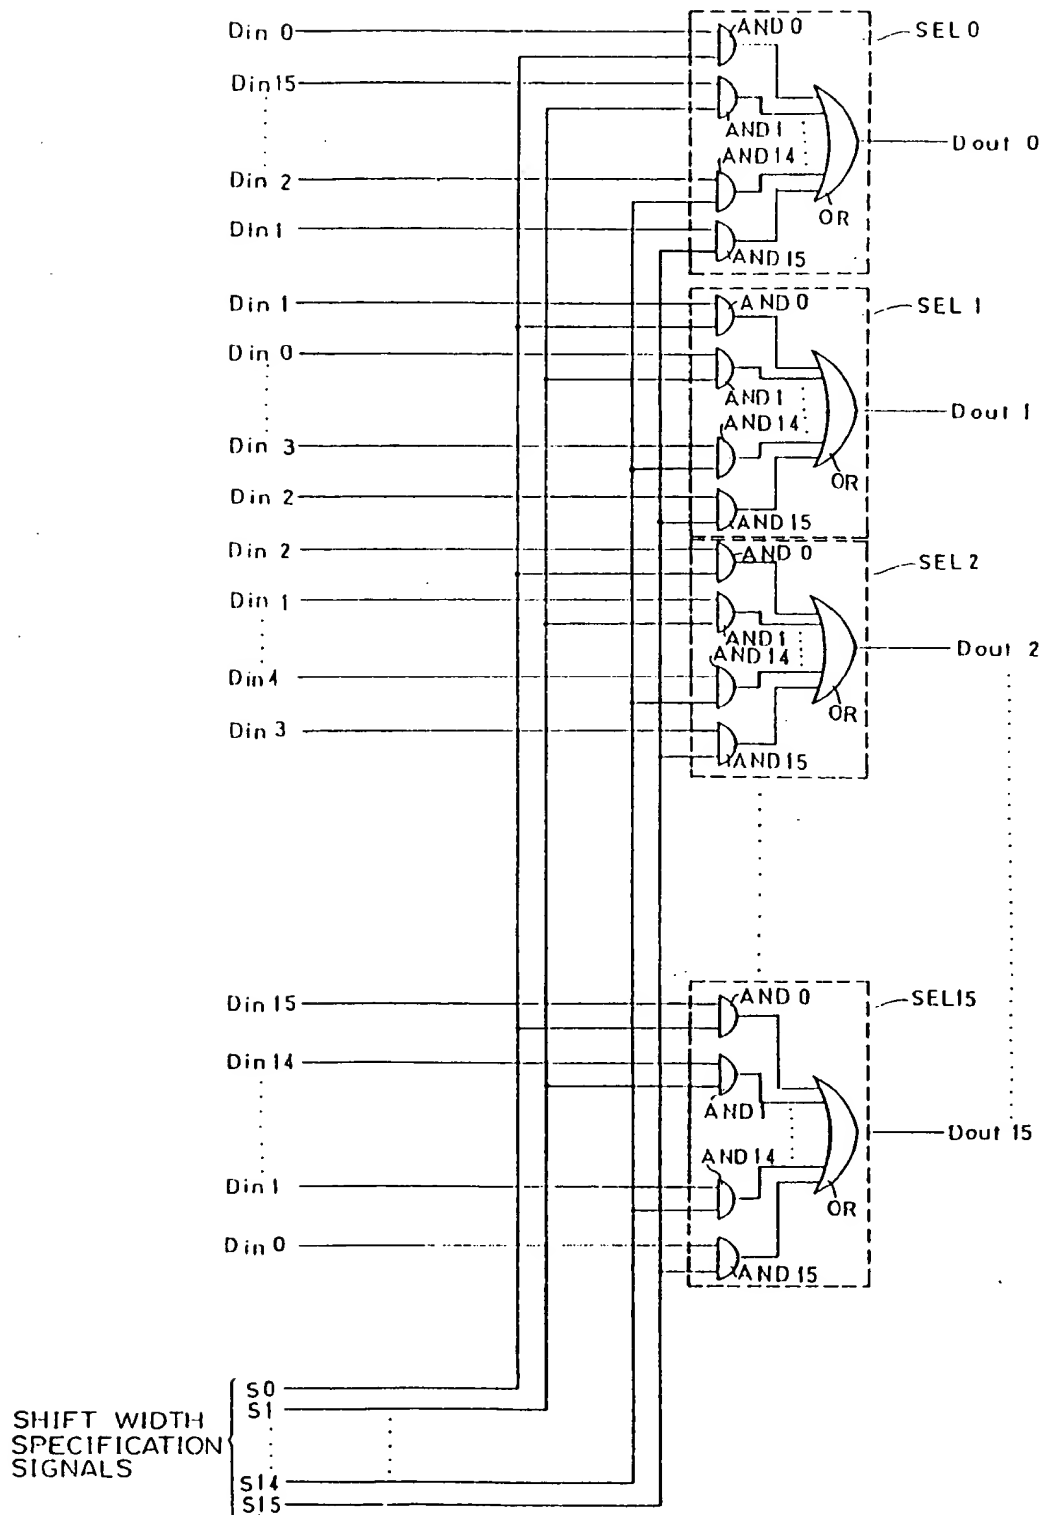 Din 0
AND 0
SEL 0
Din 15
AND 1
AND 14
Dout 0
Din 2
OR
Din 1
AND 15
Din 1
AND 0
SEL 1
Din 0
AND 1
AND 14
Dout 1
Din 3
OR
Din 2
AND 15
Din 2
AND 0
SEL 2
Din 1
AND 1
AND 14
Dout 2
Din 4
OR
Din 3
AND 15
Din 15
AND 0
SEL 15
Din 14
AND 1
Dout 15
AND 14
Din 1
OR
Din 0
AND 15
S0
S1
SHIFT WIDTH
SPECIFICATION
SIGNALS
S14
S15